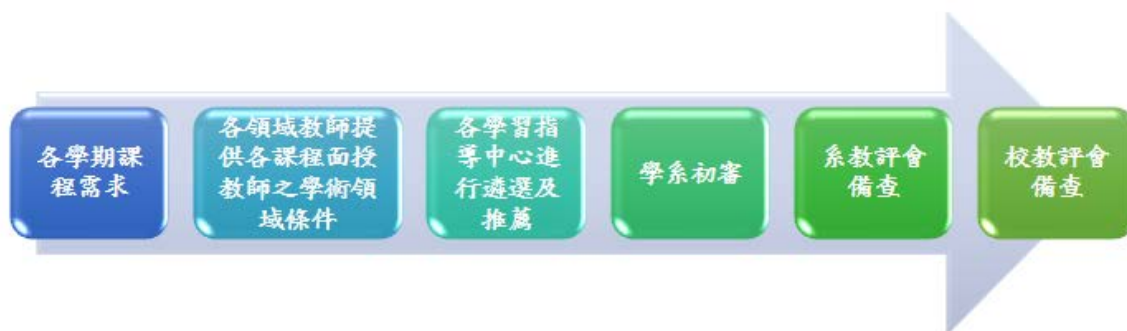 各學期課
程需求
各領域教師提
供各課程面授
教師之學術領
域條件
各學習指
導中心進
行遴選及
推薦
學系初審
系教評會
備查
校教評會
備查